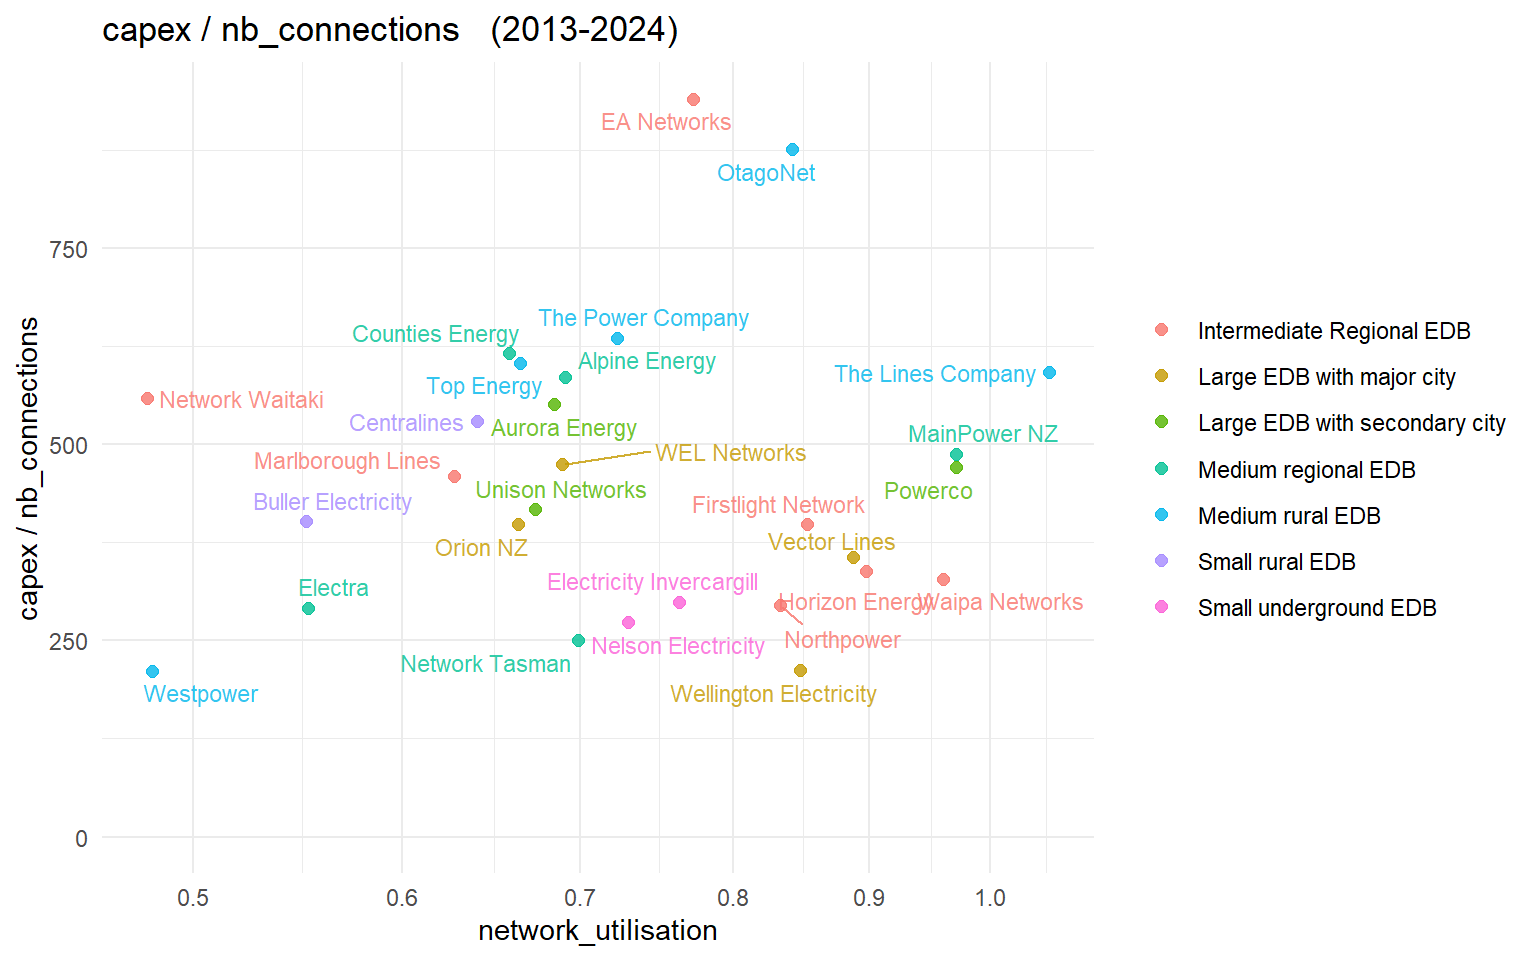 capex / nb_connections (2013-2024)
EA Networks
OtagoNet
750
The Power Company
Counties Energy
Alpine Energy
The Lines Company
Top Energy
Network Waitaki
Centralines
Aurora Energy
MainPower NZ
500
WEL Networks
Marlborough Lines
Unison Networks
Powerco
Buller Electricity
Firstlight Network
Orion NZ
Vector Lines
Electricity Invercargill
Electra
Horizon Energy
Waipa Networks
250
Northpower
Nelson Electricity
Network Tasman
Westpower
Wellington Electricity
0
0.5 0.6 0.7 0.8 0.9 1.0
network_utilisation
capex / nb_connections
Intermediate Regional EDB
Large EDB with major city
Large EDB with secondary city
Medium regional EDB
Medium rural EDB
Small rural EDB
Small underground EDB